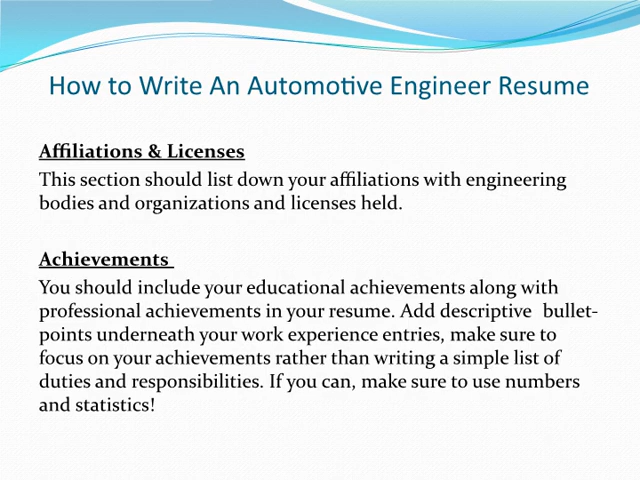 How to Write An Automotive Engineer Resume
Affiliations & Licenses
This section should list down your affiliations with engineering
bodies and organizations and licenses held.
Achievements
You should include your educational achievements along with
professional achievements in your resume. Add descriptive  bullet-
points underneath your work experience entries, make sure to
focus on your achievements rather than writing a simple list of
duties and responsibilities. If you can, make sure to use numbers
and statistics!